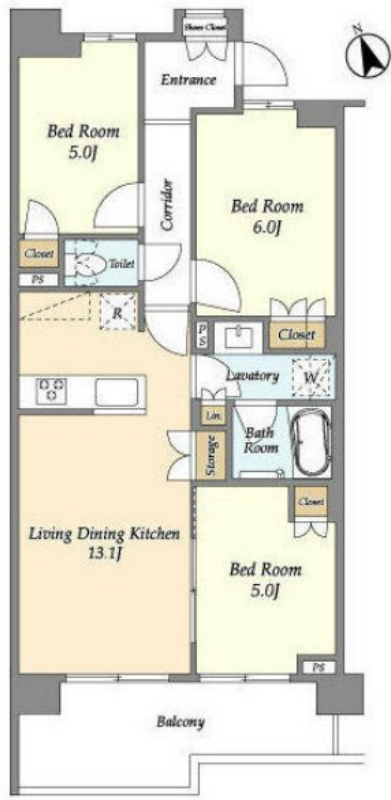 Shoes Closet
N
Entrance
Bed Room
5.0J
Corridor
Bed Room
6.0J
Closet
Toilet
PS
R
P
S
Closet
Lavatory
W
Lin.
Bath
Room
Storage
Closet
Living Dining Kitchen
13.1J
Bed Room
5.0J
PS
Balcony